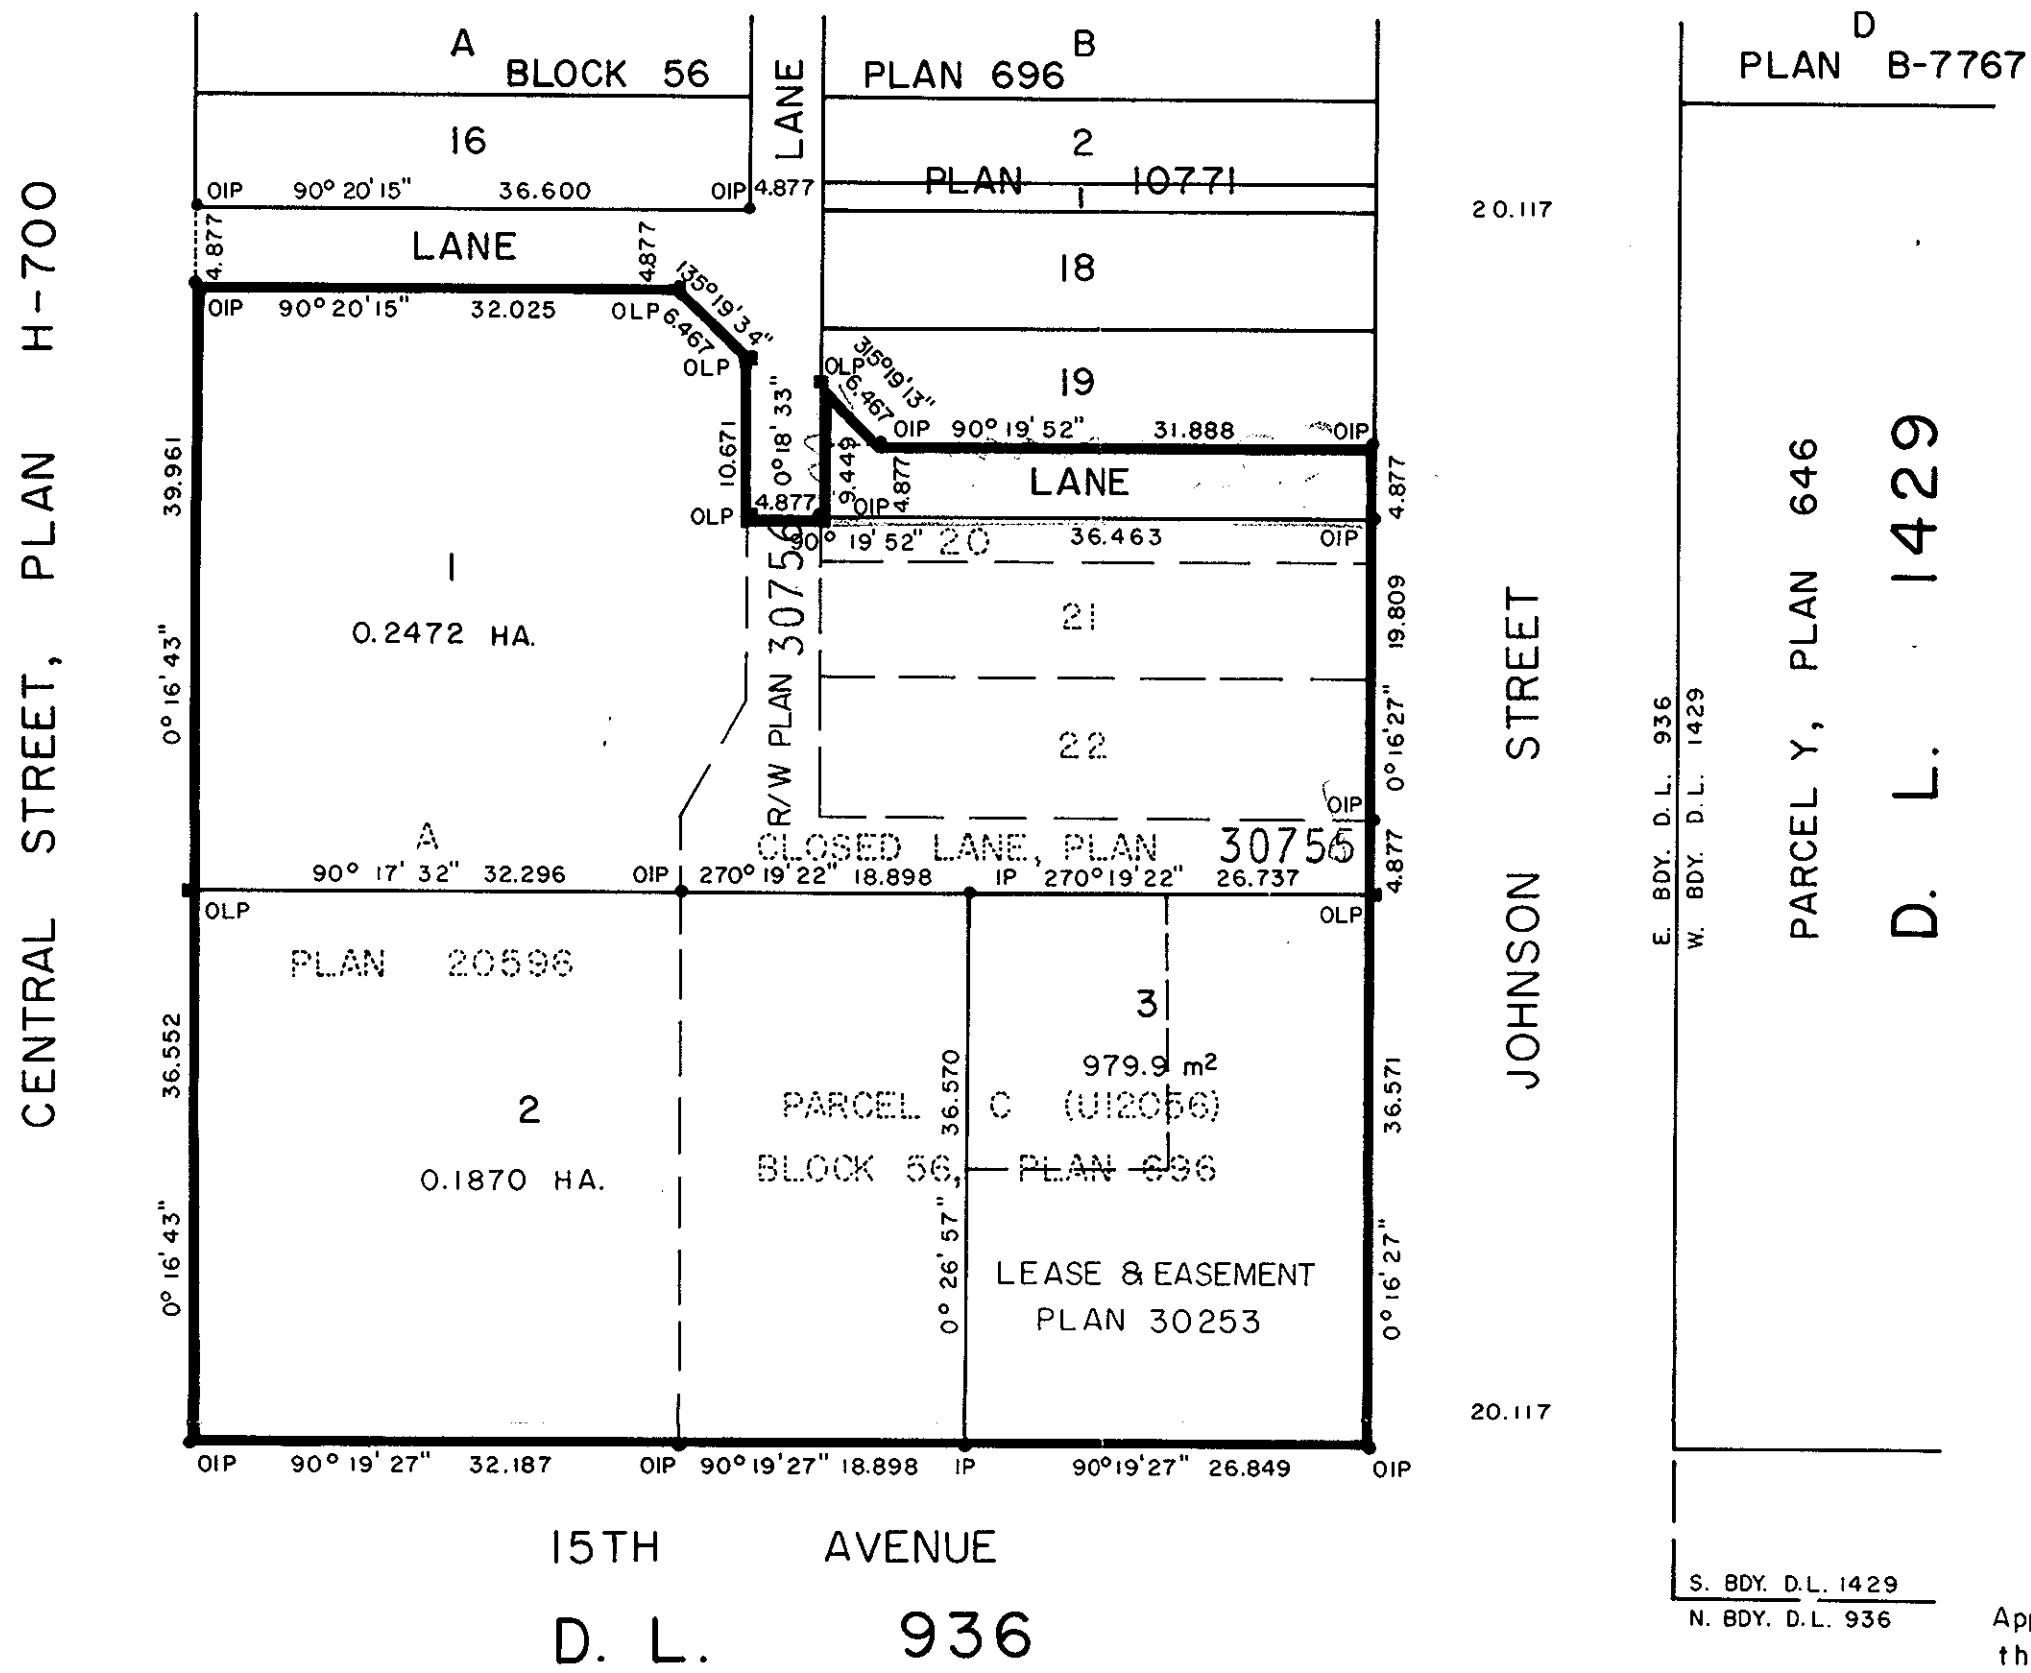 A
B
D
BLOCK 56
PLAN 696
PLAN B-7767
LANE
16
2
PLAN 10771
1
OIP 90° 20' 15" 36.600 OIP 4.877
20.117
4.877
LANE
4.877
18
135°19'34"
6.467
OIP 90° 20' 15" 32.025 OLP
OLP
OLP
315°19'13"
6.467
19
OIP 90° 19' 52" 31.888 OIP
10.671
0°18'33"
9.449
4.877
LANE
4.877
OLP 4.877 OIP
90° 19' 52" 20 36.463 OIP
39.961
0° 16' 43"
1
0.2472 HA.
R/W PLAN 30756
21
19.809
0° 16' 27"
22
OIP
CENTRAL STREET, PLAN H-700
JOHNSON STREET
E. BDY. D.L. 936
W. BDY. D.L. 1429
PARCEL Y, PLAN 646
D. L. 1429
A
CLOSED LANE, PLAN 30755
4.877
90° 17' 32" 32.296 OIP 270° 19' 22" 18.898 IP 270° 19' 22" 26.737
OLP
OLP
PLAN 20596
3
979.9 m²
36.552
0° 16' 43"
2
0.1870 HA.
PARCEL C (U12056)
BLOCK 56, PLAN 696
36.570
0° 26' 57"
36.571
0° 16' 27"
LEASE & EASEMENT
PLAN 30253
20.117
OIP 90° 19' 27" 32.187 OIP 90° 19' 27" 18.898 IP 90° 19' 27" 26.849 OIP
15TH AVENUE
D. L. 936
S. BDY. D.L. 1429
N. BDY. D.L. 936
App
th